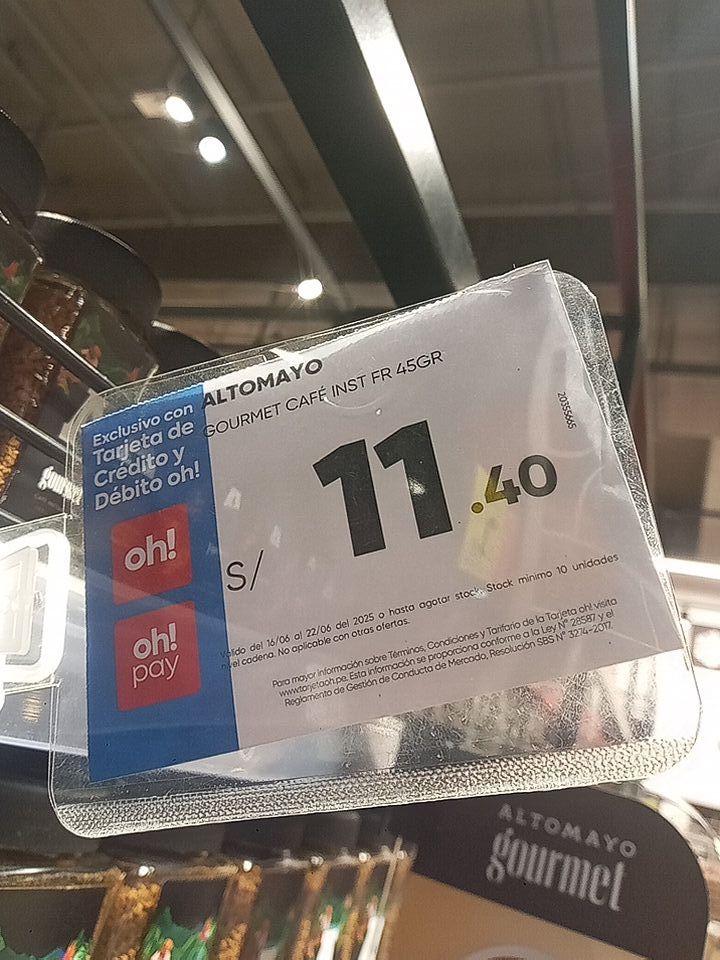 ALTOMAYO
GOURMET CAFÉ INST FR 45GR
20355665
Exclusivo con
Tarjeta de
Crédito y
Débito oh!
oh!
oh!
pay
S/ 11.40
Válido del 16/06 al 22/06 del 2025 o hasta agotar stock. Stock mínimo 10 unidades
nivel cadena. No aplicable con otras ofertas.
Para mayor información sobre Términos, Condiciones y Tarifario de la Tarjeta oh! visita
www.tarjetaoh.pe. Esta información se proporciona conforme a la Ley N° 28587 y el
Reglamento de Gestión de Conducta de Mercado, Resolución SBS N° 3274-2017.
gourmet
ALTOMAYO
gourmet